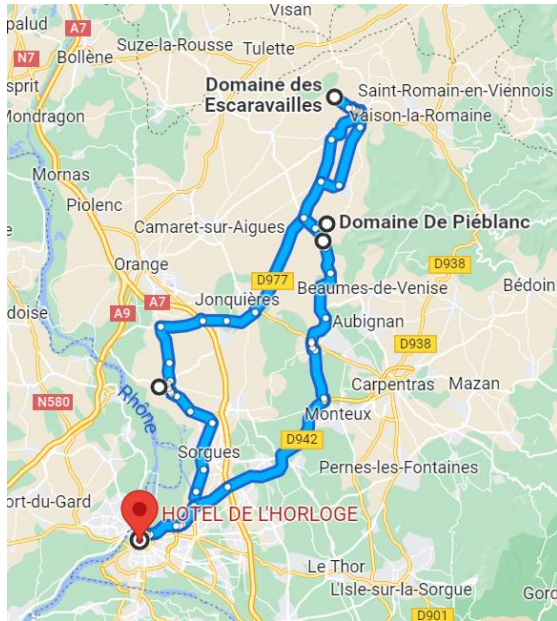 Visan
palud
A7
Suze-la-Rousse
Tulette
N7
Bollène
Domaine des
Escaravailles
Saint-Romain-en-Viennois
sprit
Mondragon
Vaison-la-Romaine
Mornas
Piolenc
Camaret-sur-Aigues
Domaine De Piéblanc
Orange
D977
D938
A7
Jonquières
Beaumes-de-Venise
Bédoin
A9
doise
Aubignan
D938
Rhône
Carpentras
Mazan
N580
Monteux
Sorgues
D942
Pernes-les-Fontaines
ort-du-Gard
HOTEL DE L'HORLOGE
Le Thor
L'Isle-sur-la-Sorgue
Gord
D901